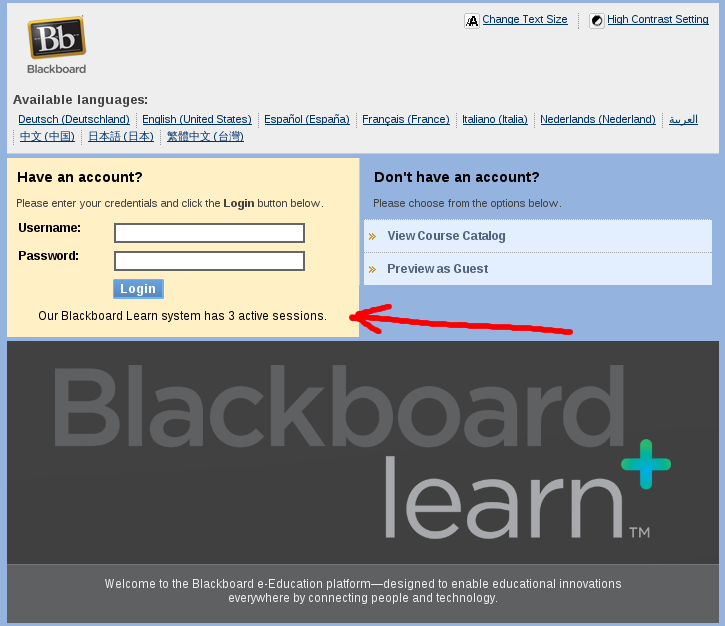 Change Text Size
High Contrast Setting
Bb
Blackboard
Available languages:
Deutsch (Deutschland) English (United States) Español (España) Français (France) Italiano (Italia) Nederlands (Nederland) العربية
中文 (中国) 日本語 (日本) 繁體中文 (台灣)
Have an account?
Please enter your credentials and click the Login button below.
Username:
Password:
Login
Our Blackboard Learn system has 3 active sessions.
Don't have an account?
Please choose from the options below.
» View Course Catalog
» Preview as Guest
Blackboard
learn+™
Welcome to the Blackboard e-Education platform—designed to enable educational innovations
everywhere by connecting people and technology.